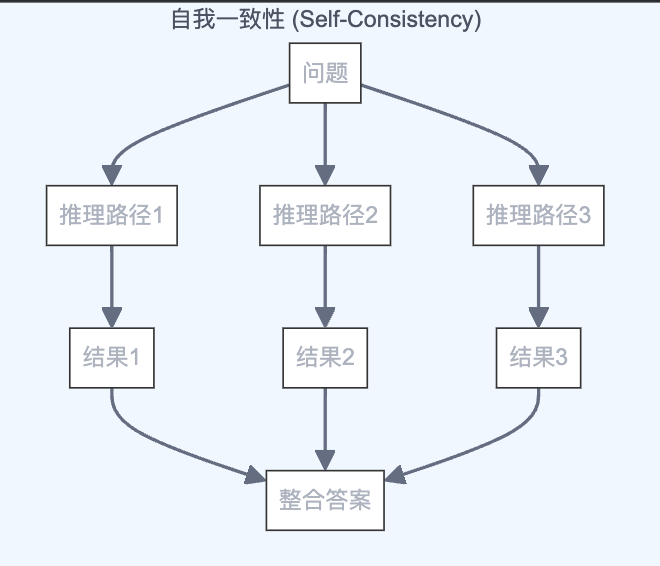 自我一致性 (Self-Consistency)
问题
推理路径1
推理路径2
推理路径3
结果1
结果2
结果3
整合答案